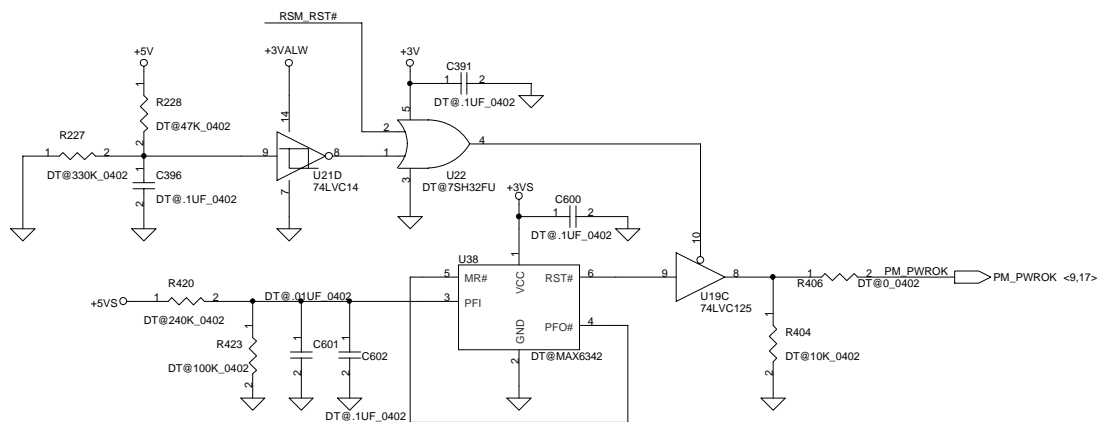 RSM_RST#
+5V
+3VALW
+3V
C391
1 2
DT@.1UF_0402
1
R228
2
DT@47K_0402
14
5
2
4
R227
1 2
DT@330K_0402
9
8
1
U21D
74LVC14
U22
DT@7SH32FU
1
C396
2
DT@.1UF_0402
7
3
+3VS
C600
1 2
DT@.1UF_0402
10
U38
1
5 MR#
VCC
RST# 6
9
8
R406
1 2
DT@0_0402
PM_PWROK
PM_PWROK <9,17>
U19C
74LVC125
+5VS
R420
1 2
DT@240K_0402
DT@.01UF_0402
3 PFI
GND
PFO# 4
2
DT@MAX6342
1
R423
2
DT@100K_0402
1
C601
2
1
C602
2
DT@.1UF_0402
1
R404
2
DT@10K_0402